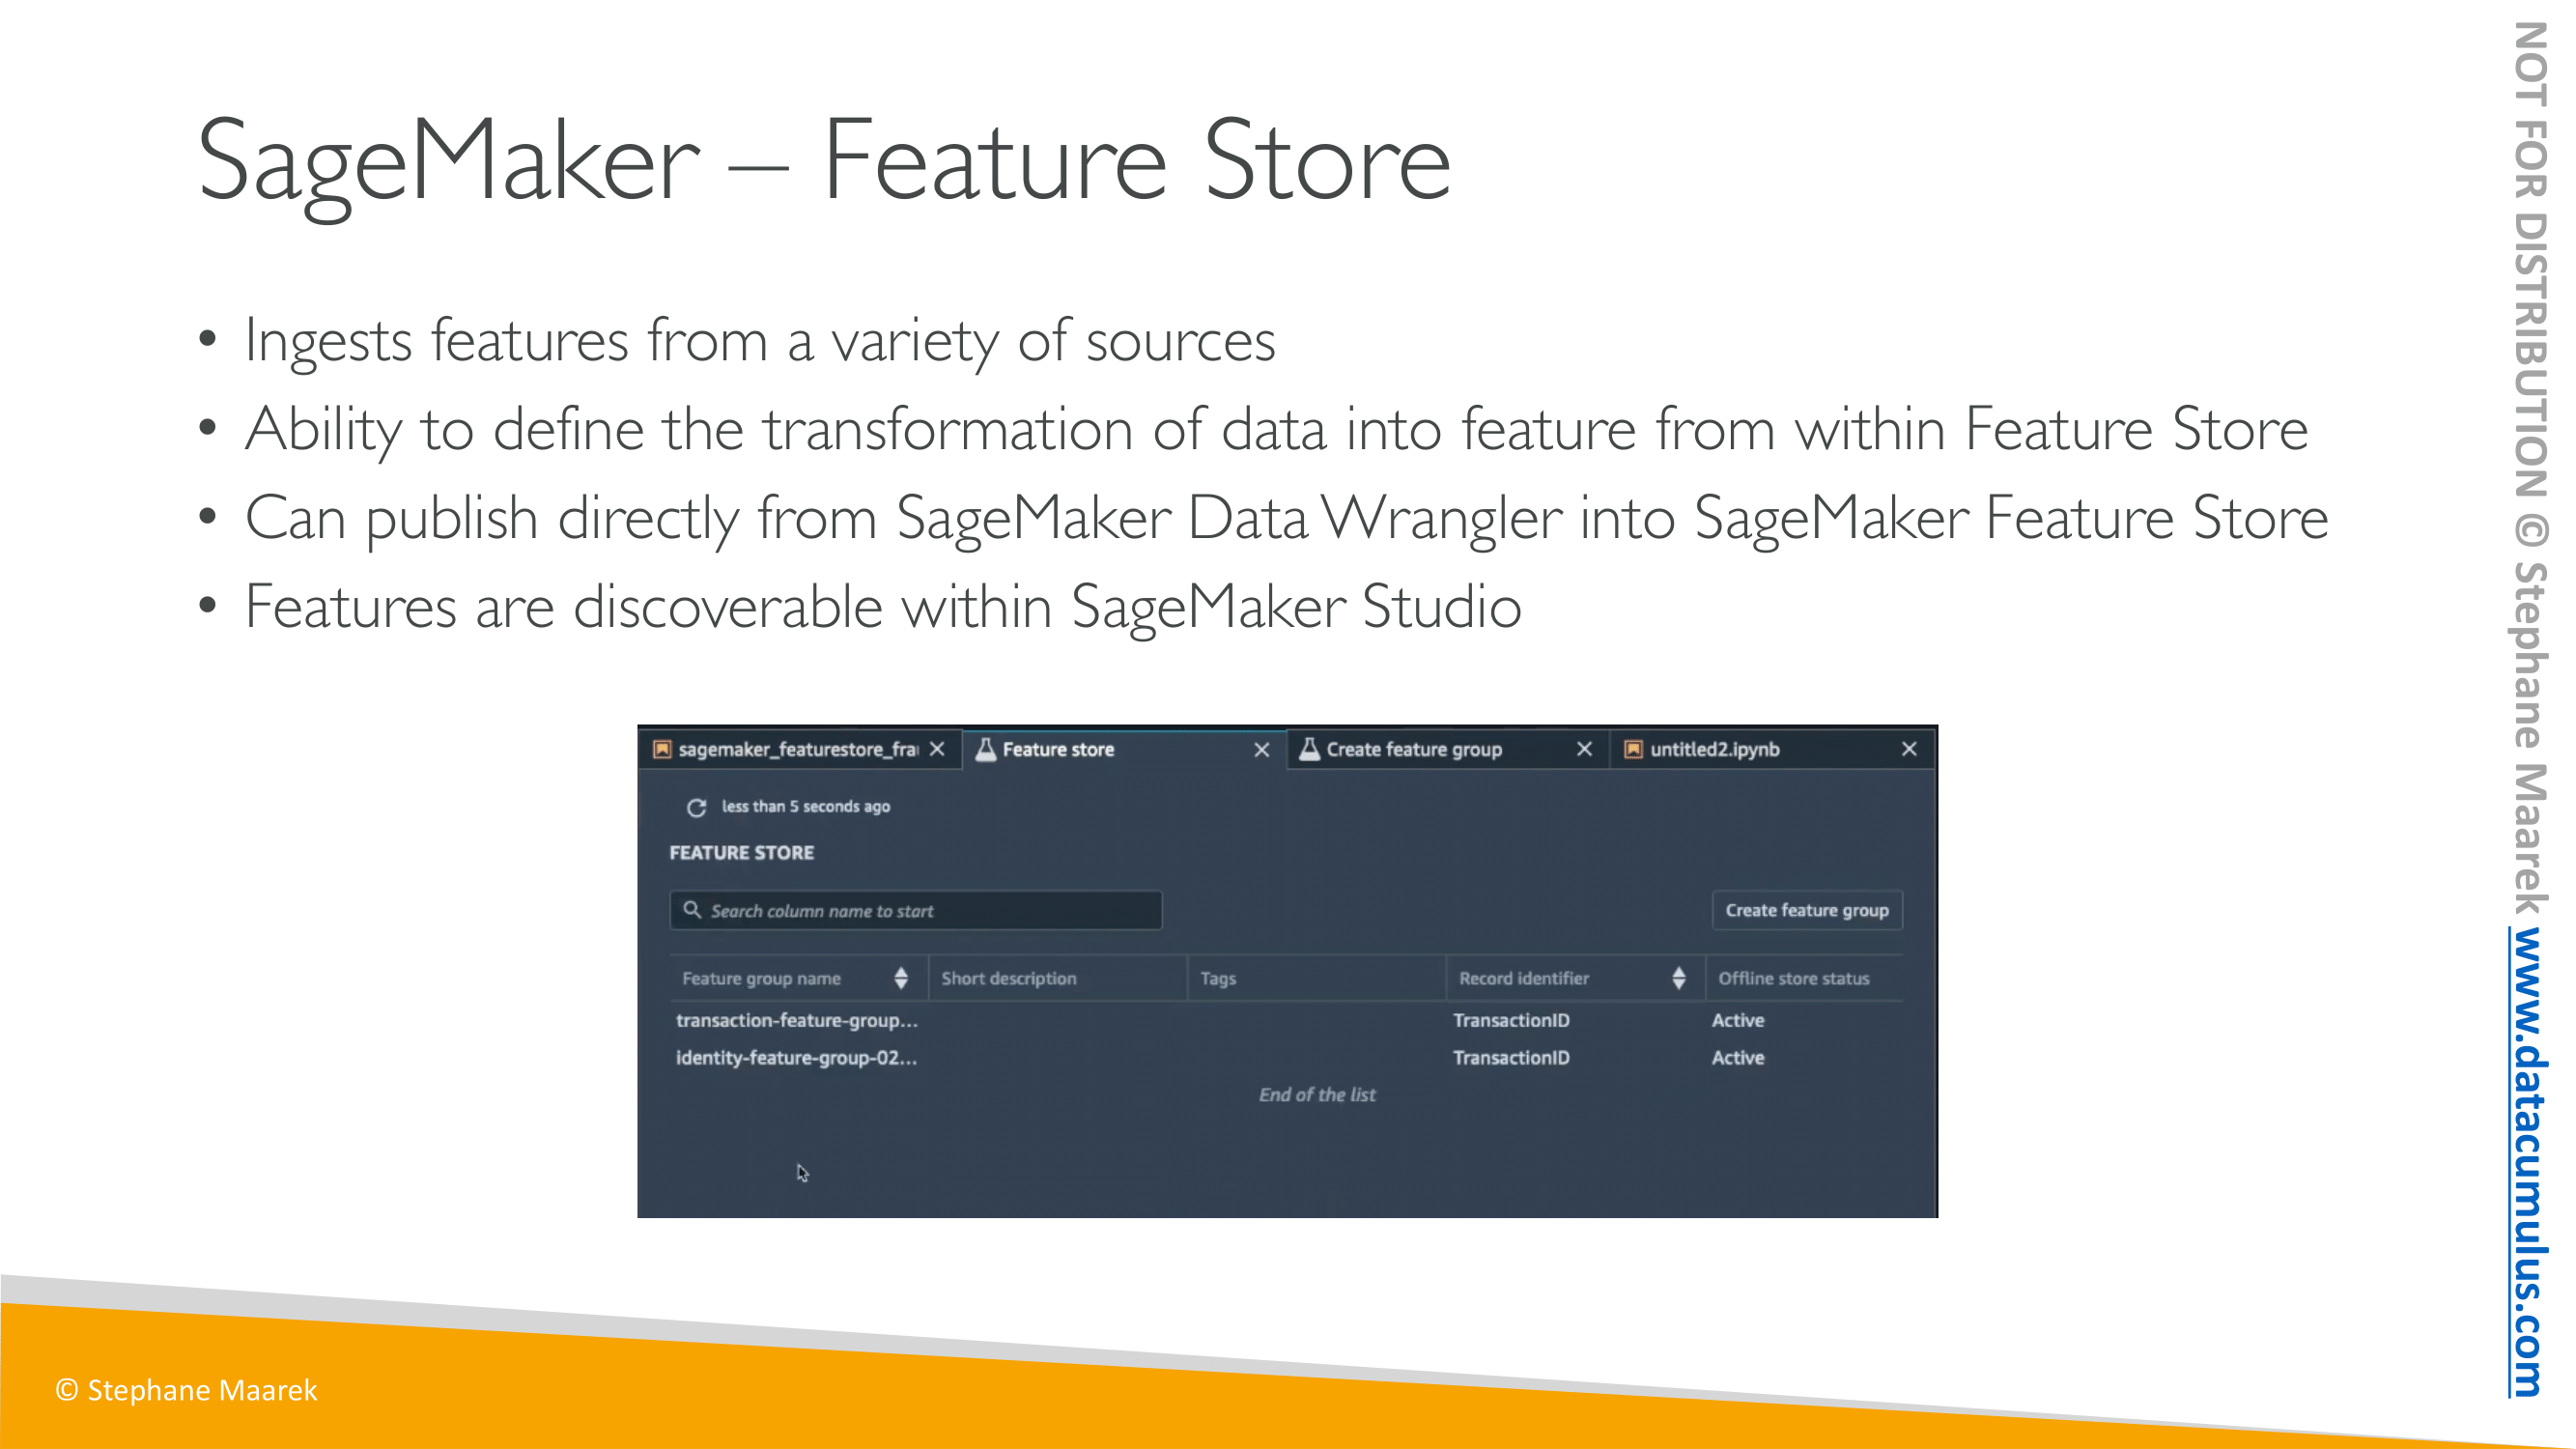 SageMaker – Feature Store
• Ingests features from a variety of sources
• Ability to define the transformation of data into feature from within Feature Store
• Can publish directly from SageMaker Data Wrangler into SageMaker Feature Store
• Features are discoverable within SageMaker Studio
sagemaker_featurestore_fra
Feature store
Create feature group
untitled2.ipynb
less than 5 seconds ago
FEATURE STORE
Search column name to start
Create feature group
Feature group name Short description Tags Record identifier Offline store status
transaction-feature-group... TransactionID Active
identity-feature-group-02... TransactionID Active
End of the list
© Stephane Maarek
NOT FOR DISTRIBUTION © Stephane Maarek www.datacumulus.com